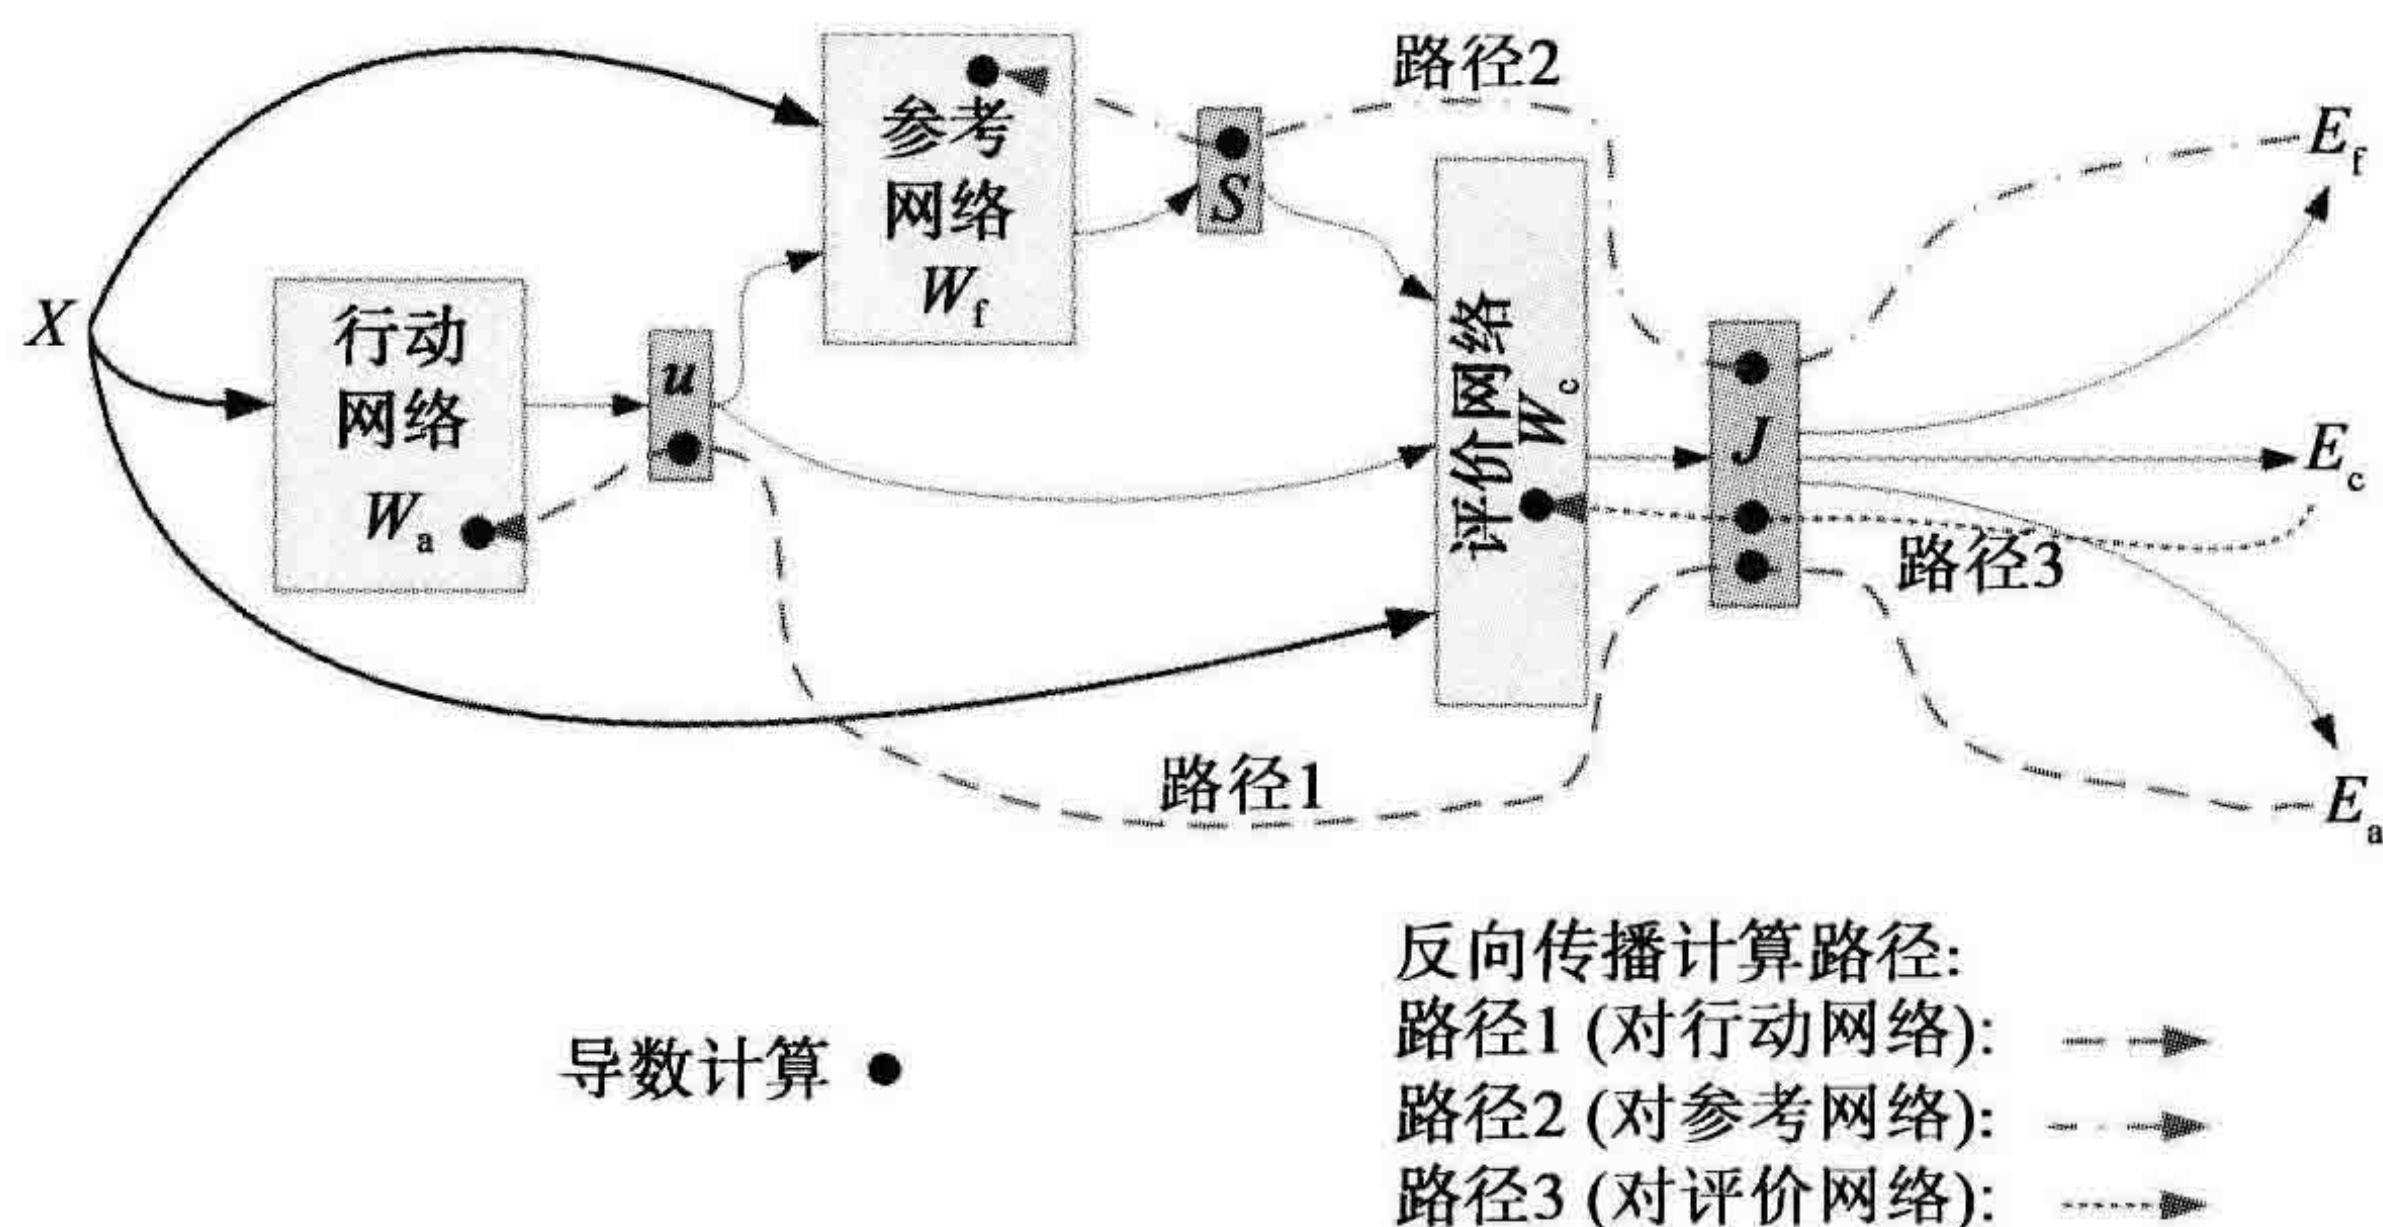 路径2
参考
网络
W_f
S
E_f
X
行动
网络
W_a
u
评价网络
W_c
J
E_c
路径3
路径1
E_a
反向传播计算路径:
导数计算
路径1 (对行动网络):
路径2 (对参考网络):
路径3 (对评价网络):